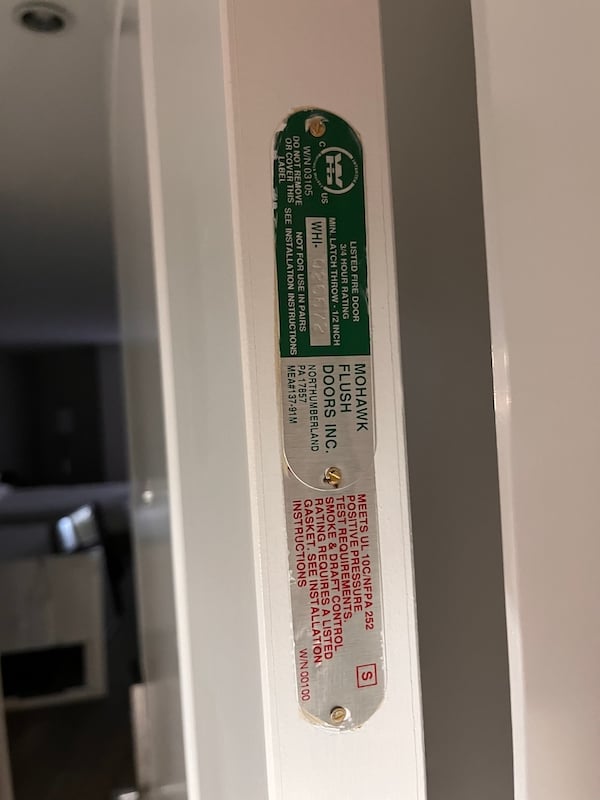 C
US
INTERTEK
WH
W/N 03105
DO NOT REMOVE
OR COVER THIS
LABEL
LISTED FIRE DOOR
3/4 HOUR RATING
MIN. LATCH THROW - 1/2 INCH
WHI-
NOT FOR USE IN PAIRS
SEE INSTALLATION INSTRUCTIONS
MOHAWK
FLUSH
DOORS INC.
NORTHUMBERLAND
PA 17857
MEA#137-91M
MEETS UL 10C/NFPA 252
POSITIVE PRESSURE
TEST REQUIREMENTS.
SMOKE & DRAFT CONTROL
RATING REQUIRES A LISTED
GASKET. SEE INSTALLATION
INSTRUCTIONS
W/N 00100
S